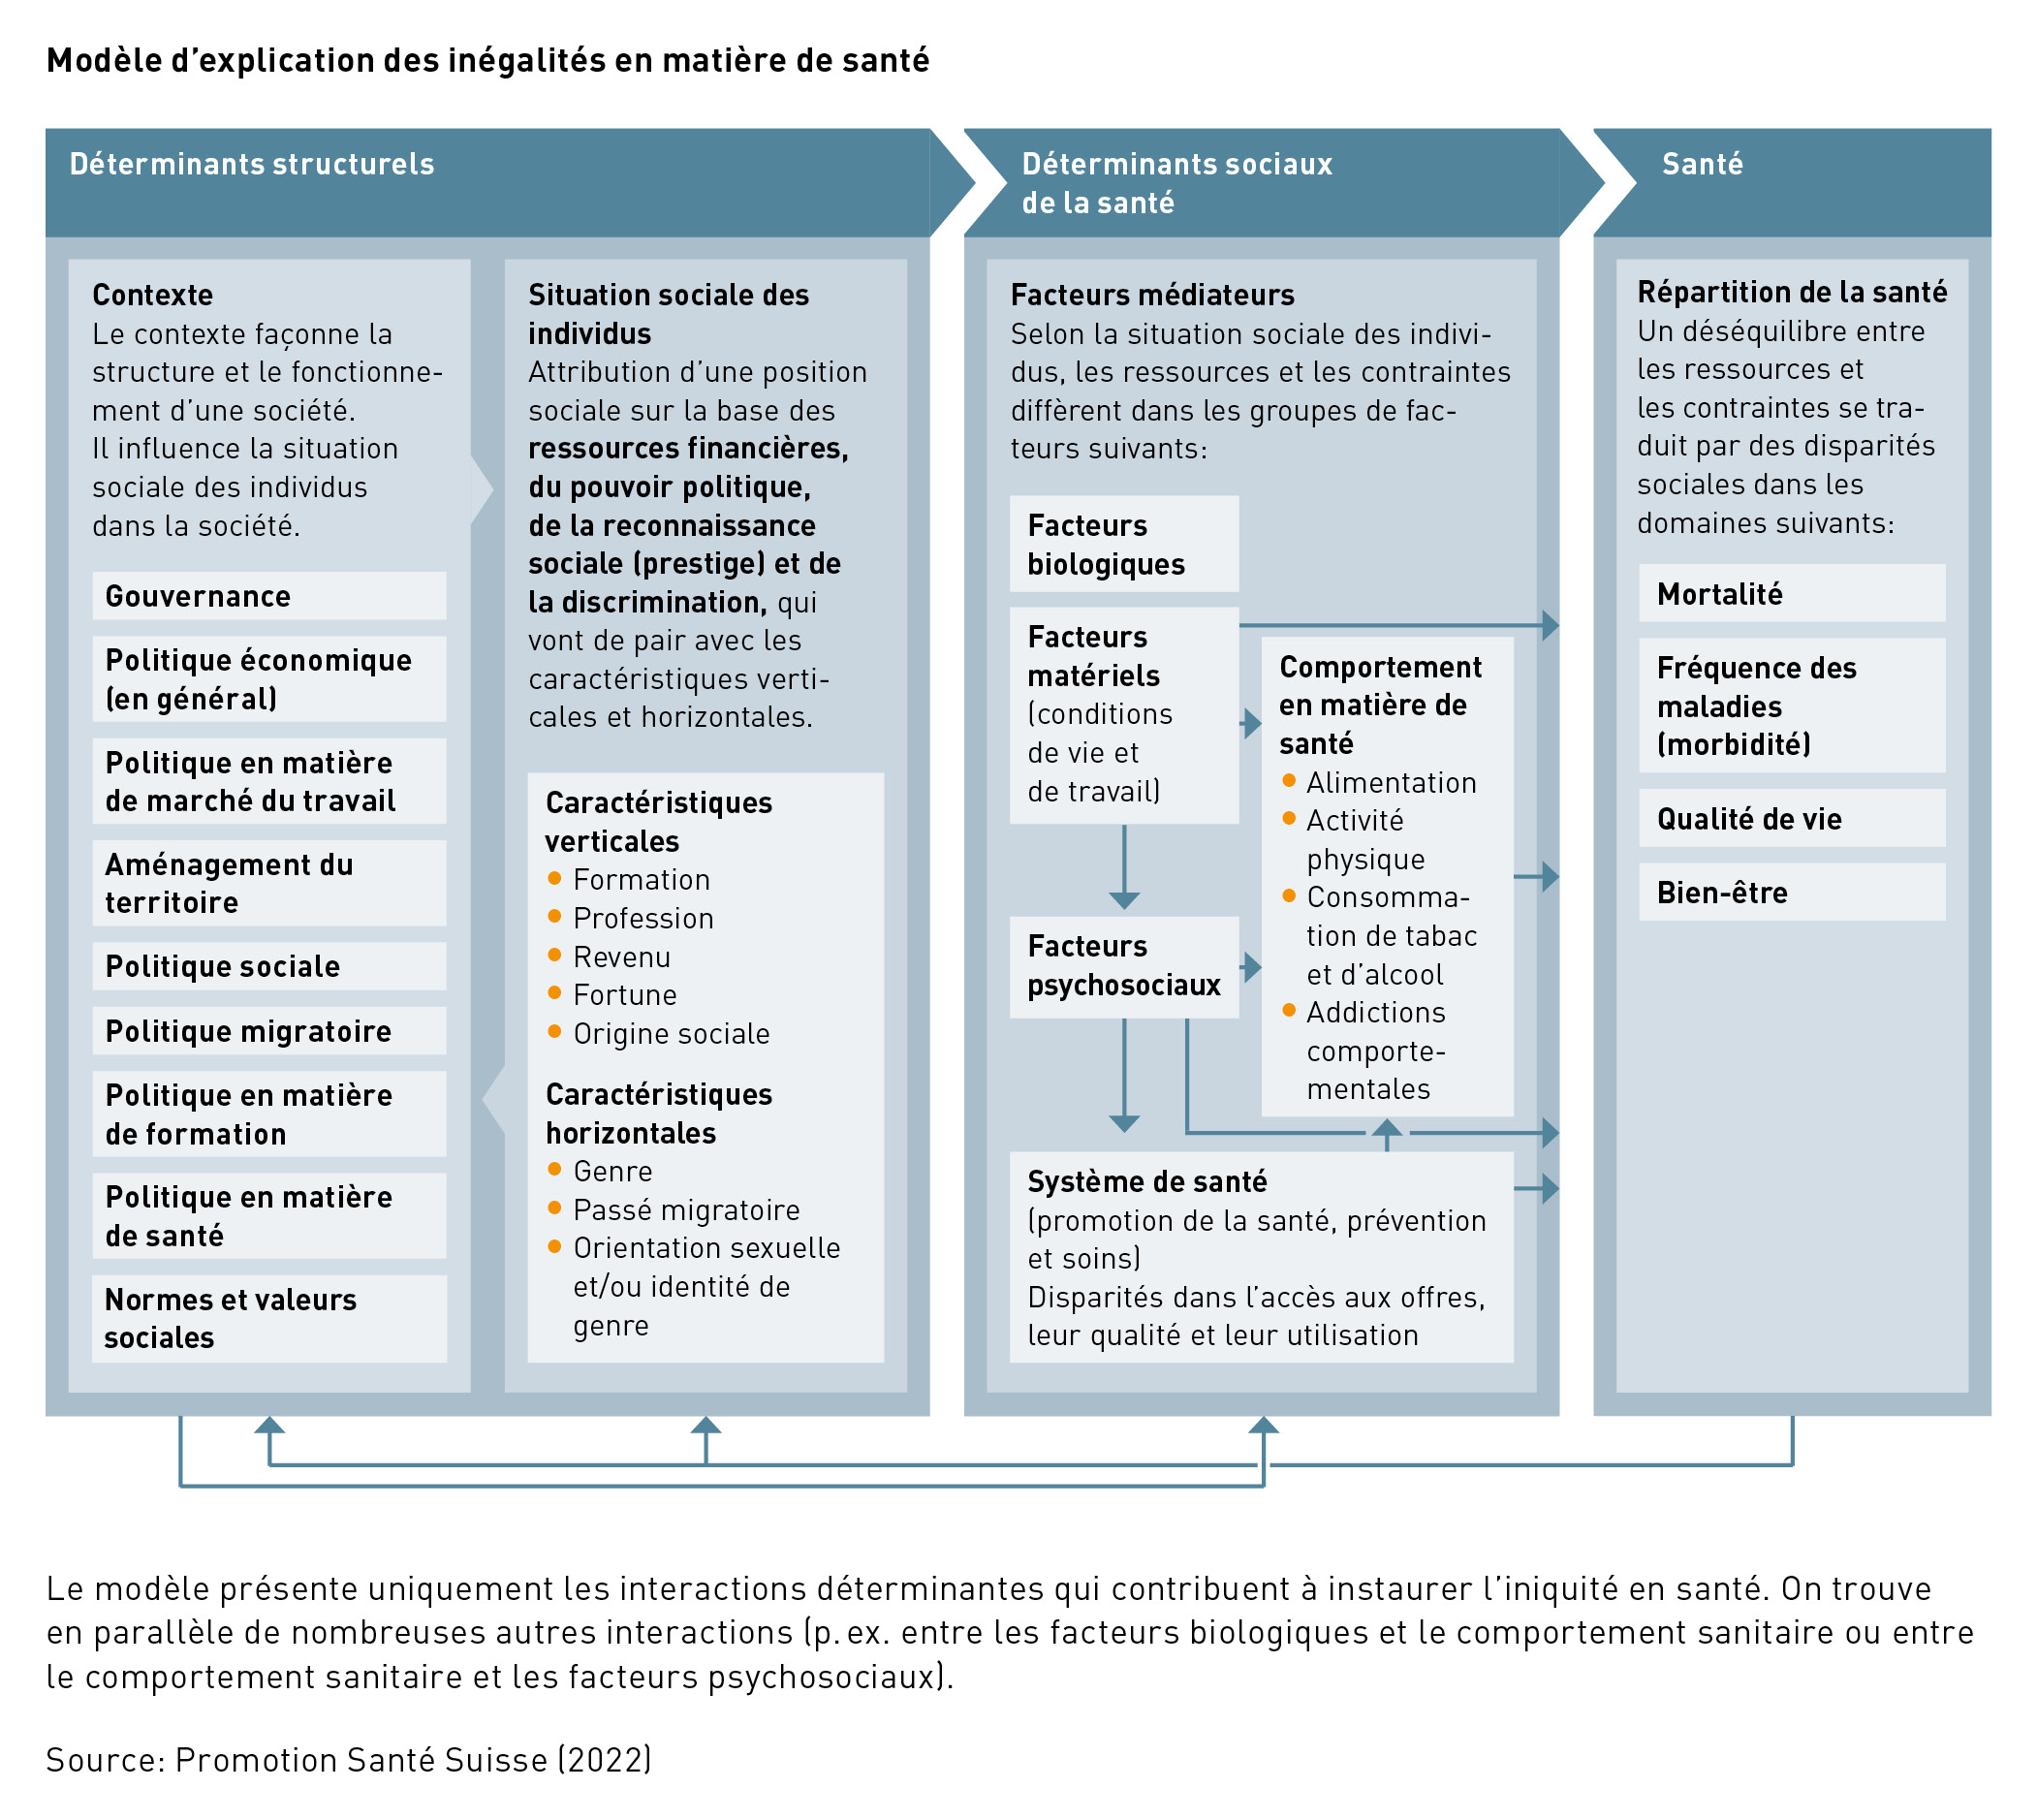 Modèle d’explication des inégalités en matière de santé
Déterminants structurels
Contexte
Le contexte façonne la
structure et le fonctionne-
ment d’une société.
Il influence la situation
sociale des individus
dans la société.
Gouvernance
Politique économique
(en général)
Politique en matière
de marché du travail
Aménagement du
territoire
Politique sociale
Politique migratoire
Politique en matière
de formation
Politique en matière
de santé
Normes et valeurs
sociales
Situation sociale des
individus
Attribution d’une position
sociale sur la base des
ressources financières,
du pouvoir politique,
de la reconnaissance
sociale (prestige) et de
la discrimination, qui
vont de pair avec les
caractéristiques verti-
cales et horizontales.
Caractéristiques
verticales
• Formation
• Profession
• Revenu
• Fortune
• Origine sociale
Caractéristiques
horizontales
• Genre
• Passé migratoire
• Orientation sexuelle
et/ou identité de
genre
Déterminants sociaux
de la santé
Facteurs médiateurs
Selon la situation sociale des indivi-
dus, les ressources et les contraintes
diffèrent dans les groupes de fac-
teurs suivants:
Facteurs
biologiques
Facteurs
matériels
(conditions
de vie et
de travail)
Facteurs
psychosociaux
Comportement
en matière de
santé
• Alimentation
• Activité
physique
• Consomma-
tion de tabac
et d’alcool
• Addictions
comporte-
mentales
Système de santé
(promotion de la santé, prévention
et soins)
Disparités dans l’accès aux offres,
leur qualité et leur utilisation
Santé
Répartition de la santé
Un déséquilibre entre
les ressources et
les contraintes se tra-
duit par des disparités
sociales dans les
domaines suivants:
Mortalité
Fréquence des
maladies
(morbidité)
Qualité de vie
Bien-être
Le modèle présente uniquement les interactions déterminantes qui contribuent à instaurer l’iniquité en santé. On trouve
en parallèle de nombreuses autres interactions (p. ex. entre les facteurs biologiques et le comportement sanitaire ou entre
le comportement sanitaire et les facteurs psychosociaux).
Source: Promotion Santé Suisse (2022)